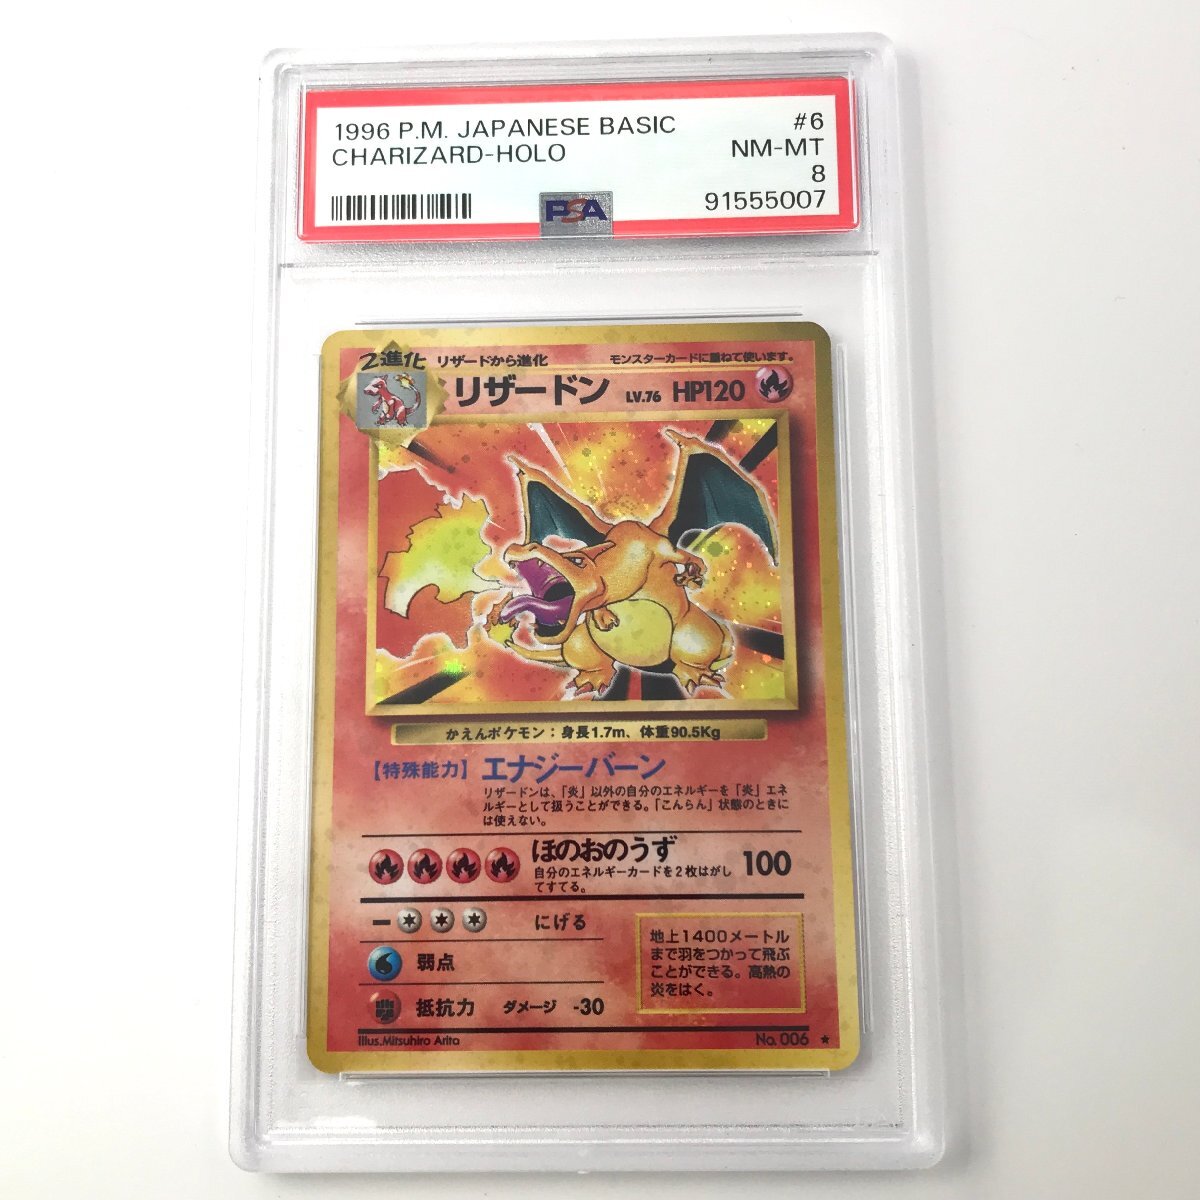 1996 P.M. JAPANESE BASIC #6
CHARIZARD-HOLO NM-MT
8
PSA 91555007
2進化 リザードから進化 モンスターカードに重ねて使います。
リザードン LV.76 HP120
かえんポケモン：身長1.7m、体重90.5Kg
【特殊能力】エナジーバーン
リザードンは、「炎」以外の自分のエネルギーを「炎」エネ
ルギーとして扱うことができる。「こんらん」状態のときに
は使えない。
ほのおのうず 100
自分のエネルギーカードを2枚はがし
てすてる。
にげる
弱点
抵抗力 ダメージ -30
地上1400メートル
まで羽をつかって飛ぶ
ことができる。高熱の
炎をはく。
Illus.Mitsuhiro Arita No.006 ★